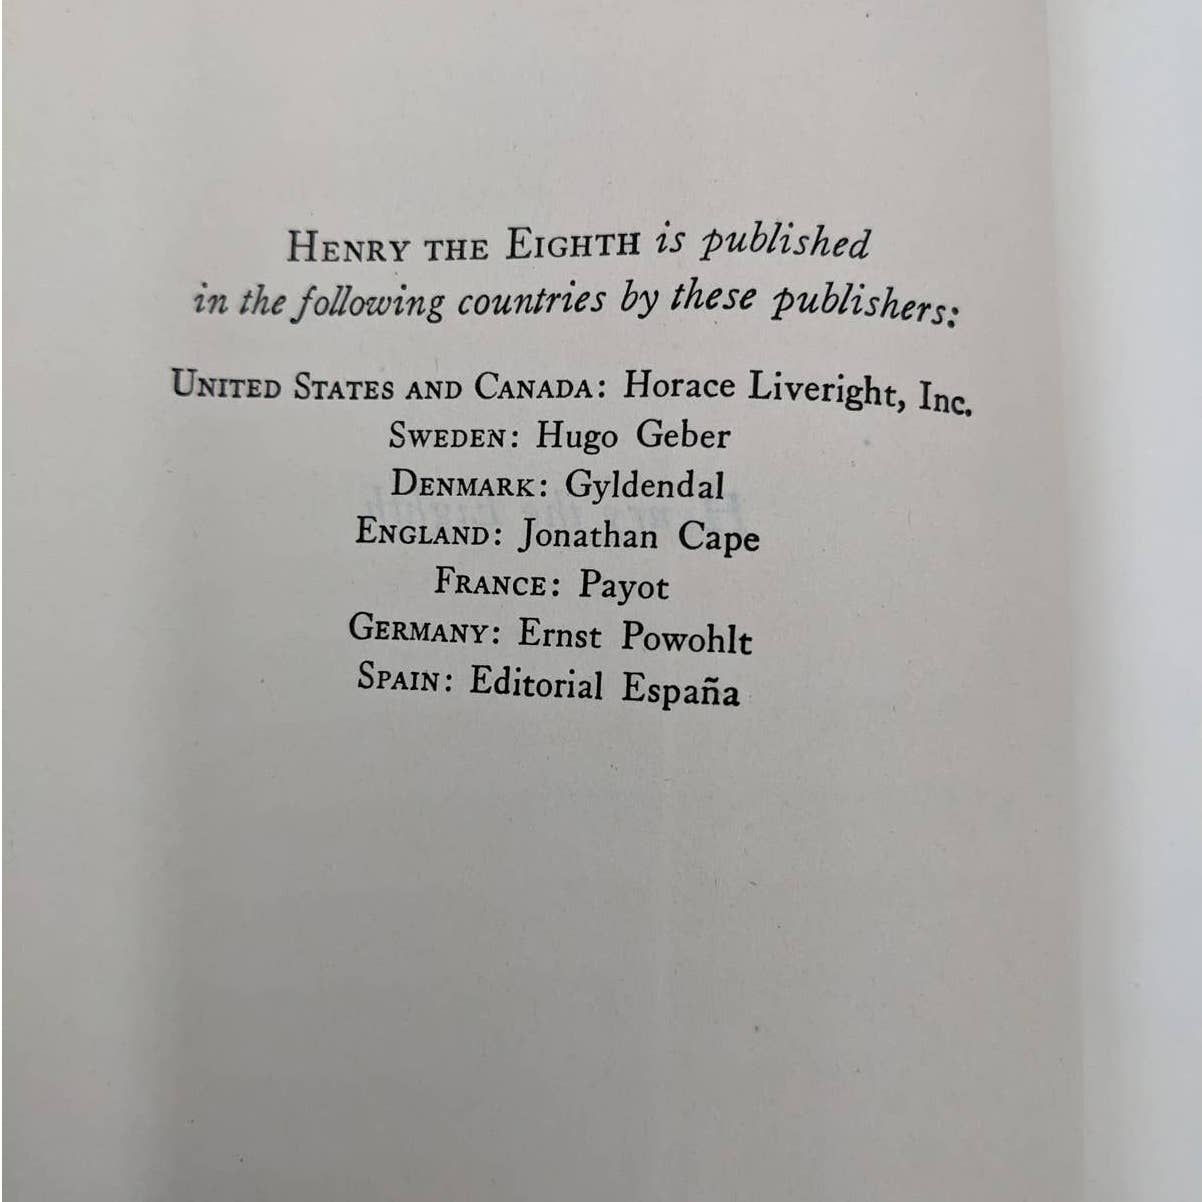 HENRY THE EIGHTH is published
in the following countries by these publishers:
UNITED STATES AND CANADA: Horace Liveright, Inc.
SWEDEN: Hugo Geber
DENMARK: Gyldendal
ENGLAND: Jonathan Cape
FRANCE: Payot
GERMANY: Ernst Powohlt
SPAIN: Editorial España